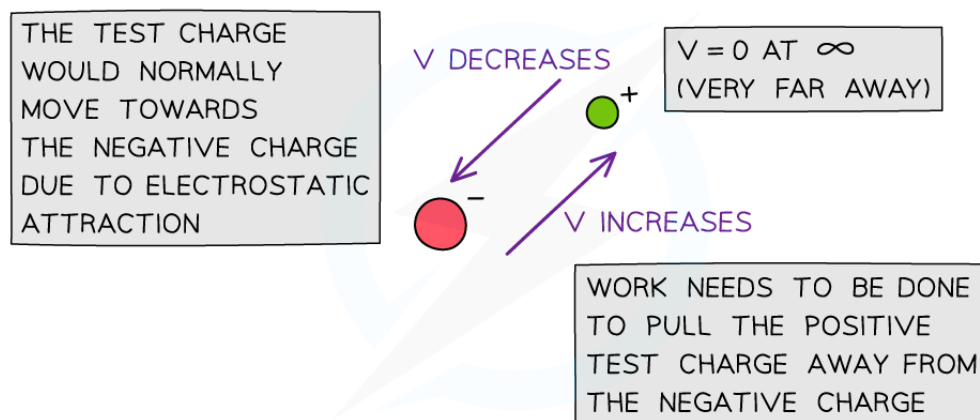 THE TEST CHARGE
WOULD NORMALLY
MOVE TOWARDS
THE NEGATIVE CHARGE
DUE TO ELECTROSTATIC
ATTRACTION
V DECREASES
+
V = 0 AT ∞
(VERY FAR AWAY)
−
V INCREASES
WORK NEEDS TO BE DONE
TO PULL THE POSITIVE
TEST CHARGE AWAY FROM
THE NEGATIVE CHARGE